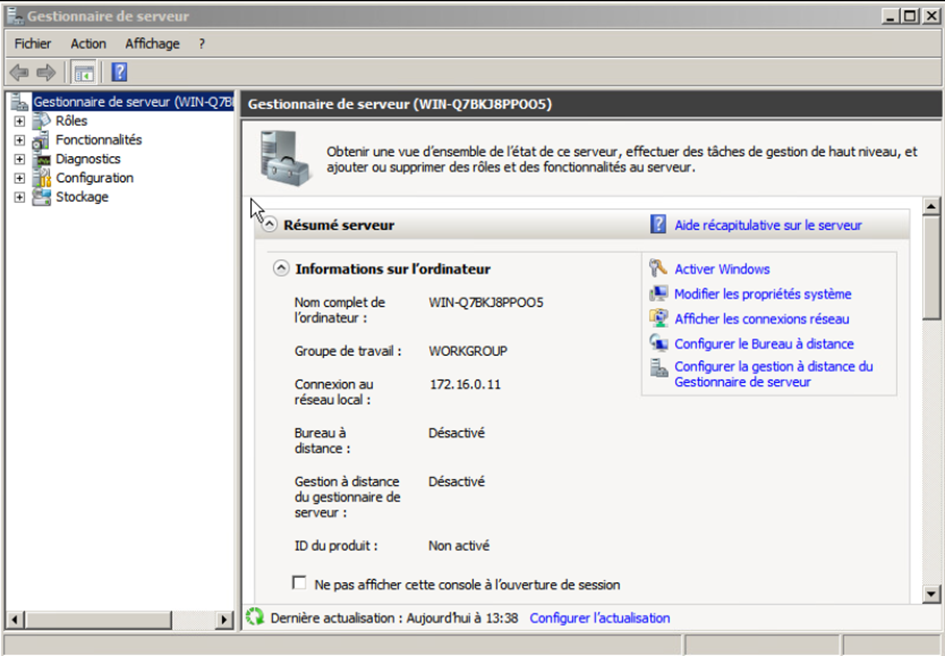 Gestionnaire de serveur
Fichier Action Affichage ?
Gestionnaire de serveur (WIN-Q7B
Rôles
Fonctionnalités
Diagnostics
Configuration
Stockage
Gestionnaire de serveur (WIN-Q7BKJ8PPOO5)
Obtenir une vue d'ensemble de l'état de ce serveur, effectuer des tâches de gestion de haut niveau, et
ajouter ou supprimer des rôles et des fonctionnalités au serveur.
Résumé serveur
Aide récapitulative sur le serveur
Informations sur l'ordinateur
Nom complet de
l'ordinateur :
WIN-Q7BKJ8PPOO5
Groupe de travail :
WORKGROUP
Connexion au
réseau local :
172.16.0.11
Bureau à
distance :
Désactivé
Gestion à distance
du gestionnaire de
serveur :
Désactivé
ID du produit :
Non activé
Activer Windows
Modifier les propriétés système
Afficher les connexions réseau
Configurer le Bureau à distance
Configurer la gestion à distance du
Gestionnaire de serveur
Ne pas afficher cette console à l'ouverture de session
Dernière actualisation : Aujourd'hui à 13:38 Configurer l'actualisation